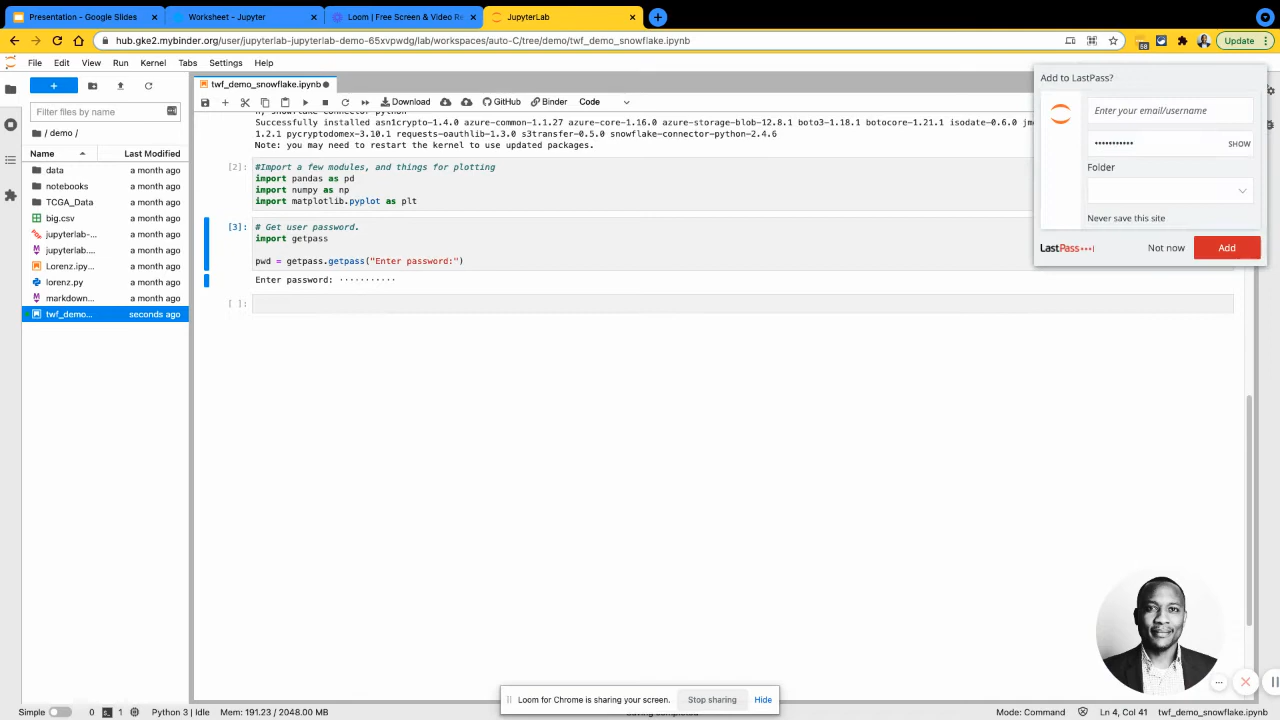 Presentation - Google Slides
Worksheet - Jupyter
Loom | Free Screen & Video Re
JupyterLab
hub.gke2.mybinder.org/user/jupyterlab-jupyterlab-demo-65xvpwdg/lab/workspaces/auto-C/tree/demo/twf_demo_snowflake.ipynb
68
Update
File Edit View Run Kernel Tabs Settings Help
Filter files by name
/ demo /
Name Last Modified
data a month ago
notebooks a month ago
TCGA_Data a month ago
big.csv a month ago
jupyterlab-... a month ago
jupyterlab.... a month ago
Lorenz.ipy... a month ago
lorenz.py a month ago
markdown... a month ago
twf_demo... seconds ago
twf_demo_snowflake.ipynb
Download GitHub Binder Code
Successfully installed asn1crypto-1.4.0 azure-common-1.1.27 azure-core-1.16.0 azure-storage-blob-12.8.1 boto3-1.18.1 botocore-1.21.1 isodate-0.6.0 jm
1.2.1 pycryptodomex-3.10.1 requests-oauthlib-1.3.0 s3transfer-0.5.0 snowflake-connector-python-2.4.6
Note: you may need to restart the kernel to use updated packages.
[2]: #Import a few modules, and things for plotting
import pandas as pd
import numpy as np
import matplotlib.pyplot as plt
[3]: # Get user password.
import getpass
pwd = getpass.getpass("Enter password:")
Enter password: ···········
[ ]:
Add to LastPass?
Enter your email/username
••••••••••• SHOW
Folder
Never save this site
LastPass•••| Not now Add
Loom for Chrome is sharing your screen. Stop sharing Hide
Simple 0 1 Python 3 | Idle Mem: 191.23 / 2048.00 MB
Mode: Command Ln 4, Col 41 twf_demo_snowflake.ipynb